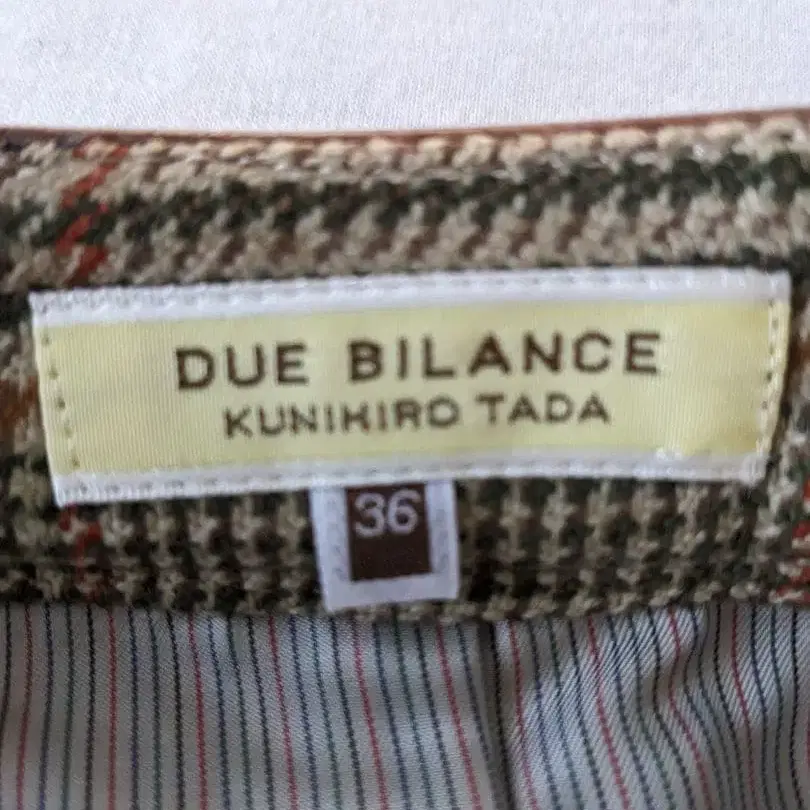 DUE BILANCE
KUNIHIRO TADA
36